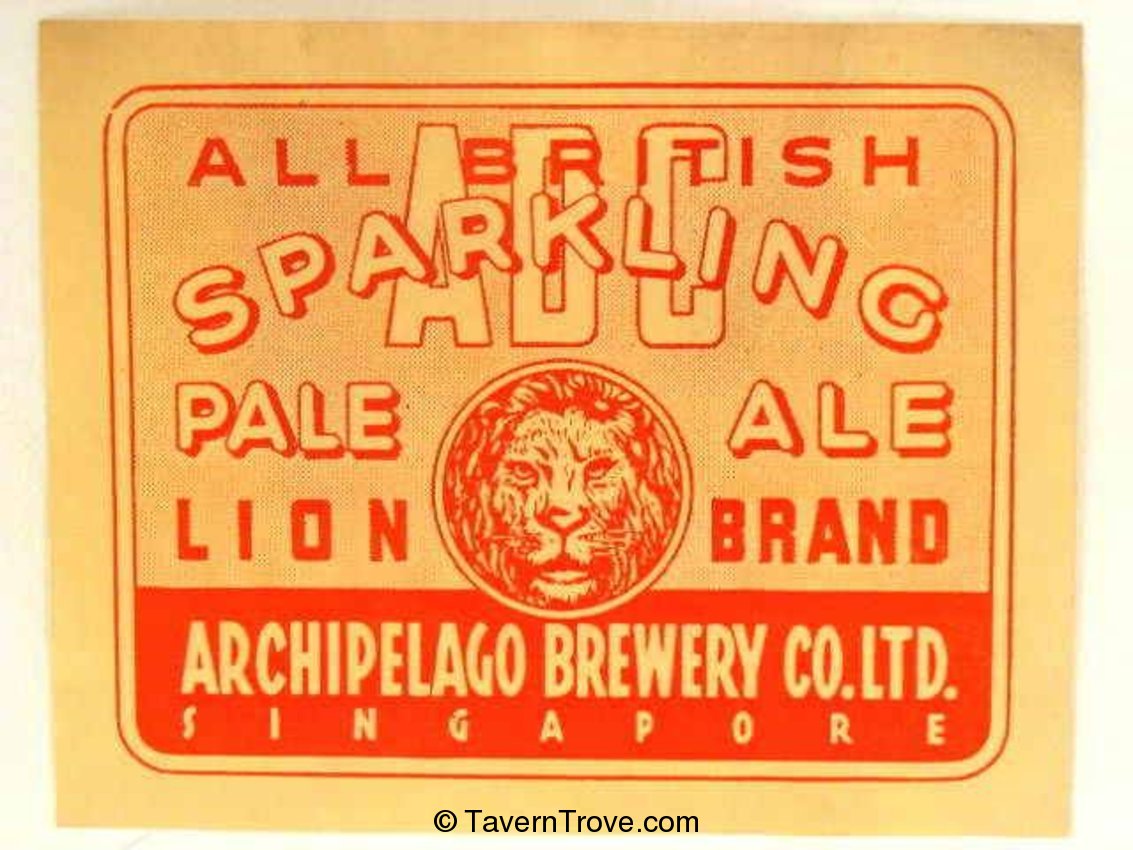 ABC
ALL BRITISH
SPARKLING
PALE ALE
LION BRAND
ARCHIPELAGO BREWERY CO. LTD.
SINGAPORE
© TavernTrove.com